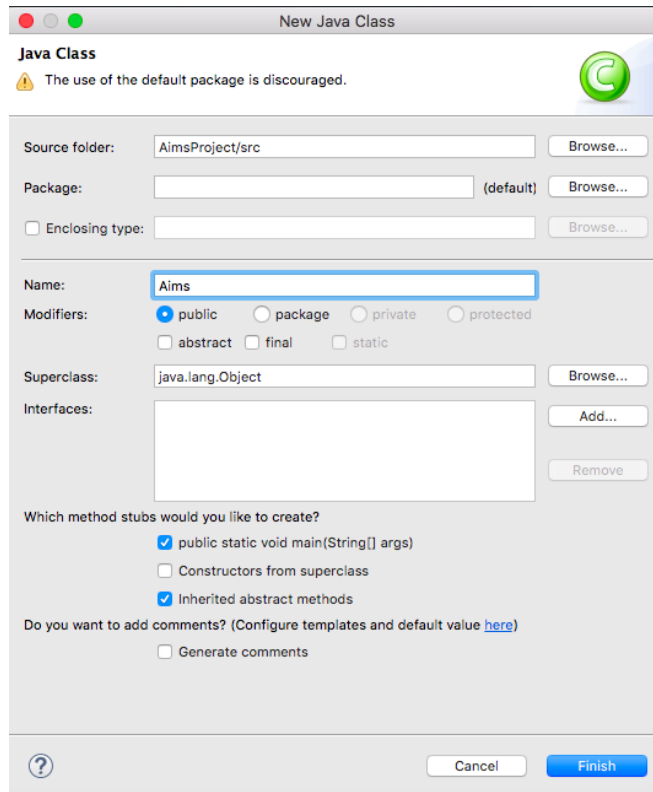 New Java Class
Java Class
The use of the default package is discouraged.
C
Source folder: AimsProject/src Browse...
Package: (default) Browse...
Enclosing type: Browse...
Name: Aims
Modifiers: public package private protected
abstract final static
Superclass: java.lang.Object Browse...
Interfaces: Add...
Remove
Which method stubs would you like to create?
public static void main(String[] args)
Constructors from superclass
Inherited abstract methods
Do you want to add comments? (Configure templates and default value here)
Generate comments
? Cancel Finish